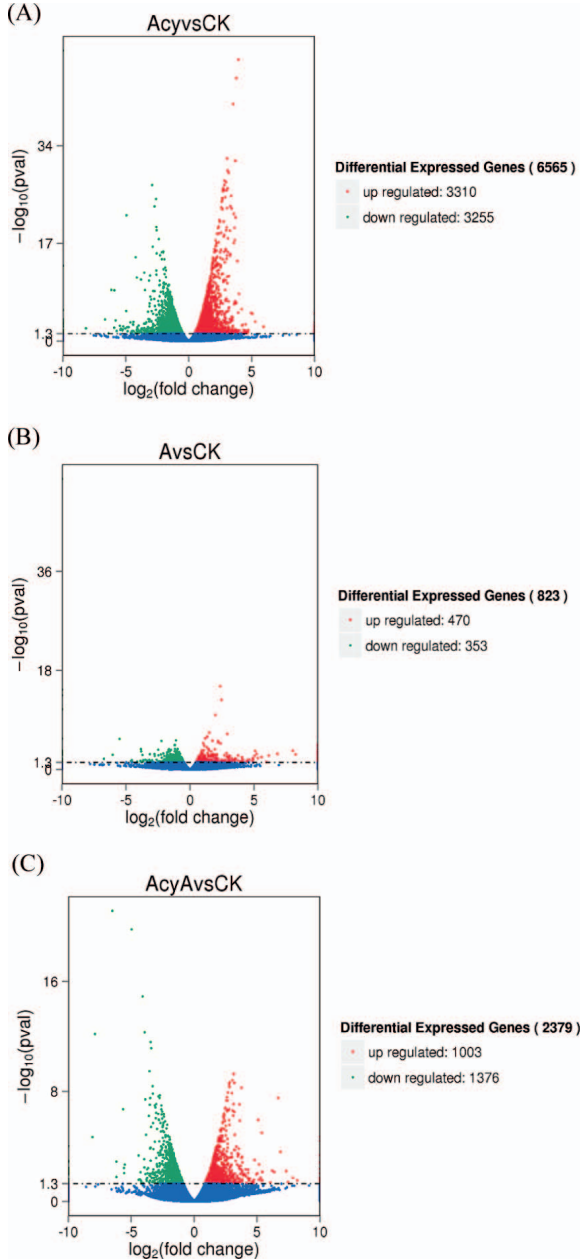 (A)
AcyvsCK
34
17
1.3
0
−log10(pval)
-10 -5 0 5 10
log2(fold change)
Differential Expressed Genes ( 6565 )
up regulated: 3310
down regulated: 3255
(B)
AvsCK
36
18
1.3
0
−log10(pval)
-10 -5 0 5 10
log2(fold change)
Differential Expressed Genes ( 823 )
up regulated: 470
down regulated: 353
(C)
AcyAvsCK
16
8
1.3
0
−log10(pval)
-10 -5 0 5 10
log2(fold change)
Differential Expressed Genes ( 2379 )
up regulated: 1003
down regulated: 1376